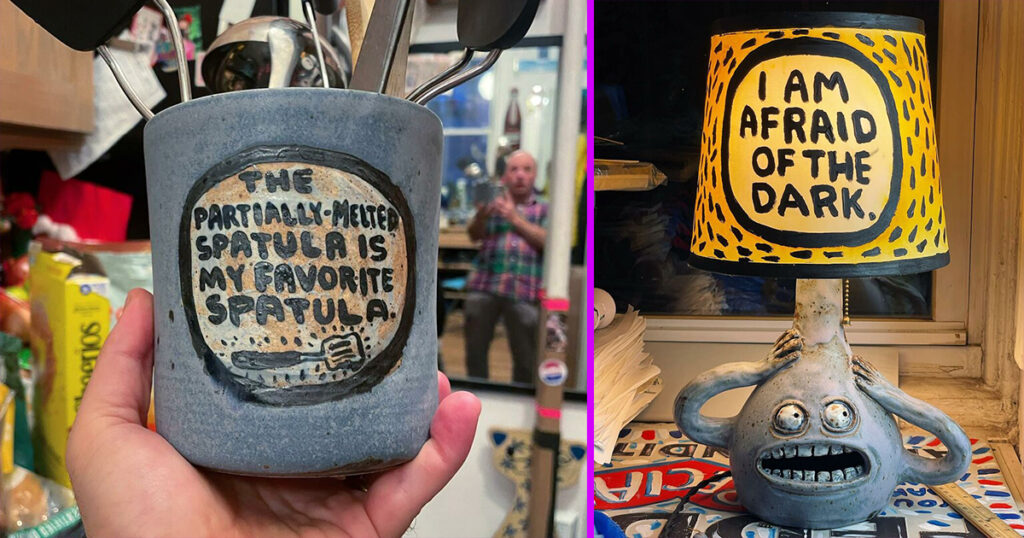 THE
PARTIALLY-MELTED
SPATULA IS
MY FAVORITE
SPATULA.
I AM
AFRAID
OF THE
DARK.